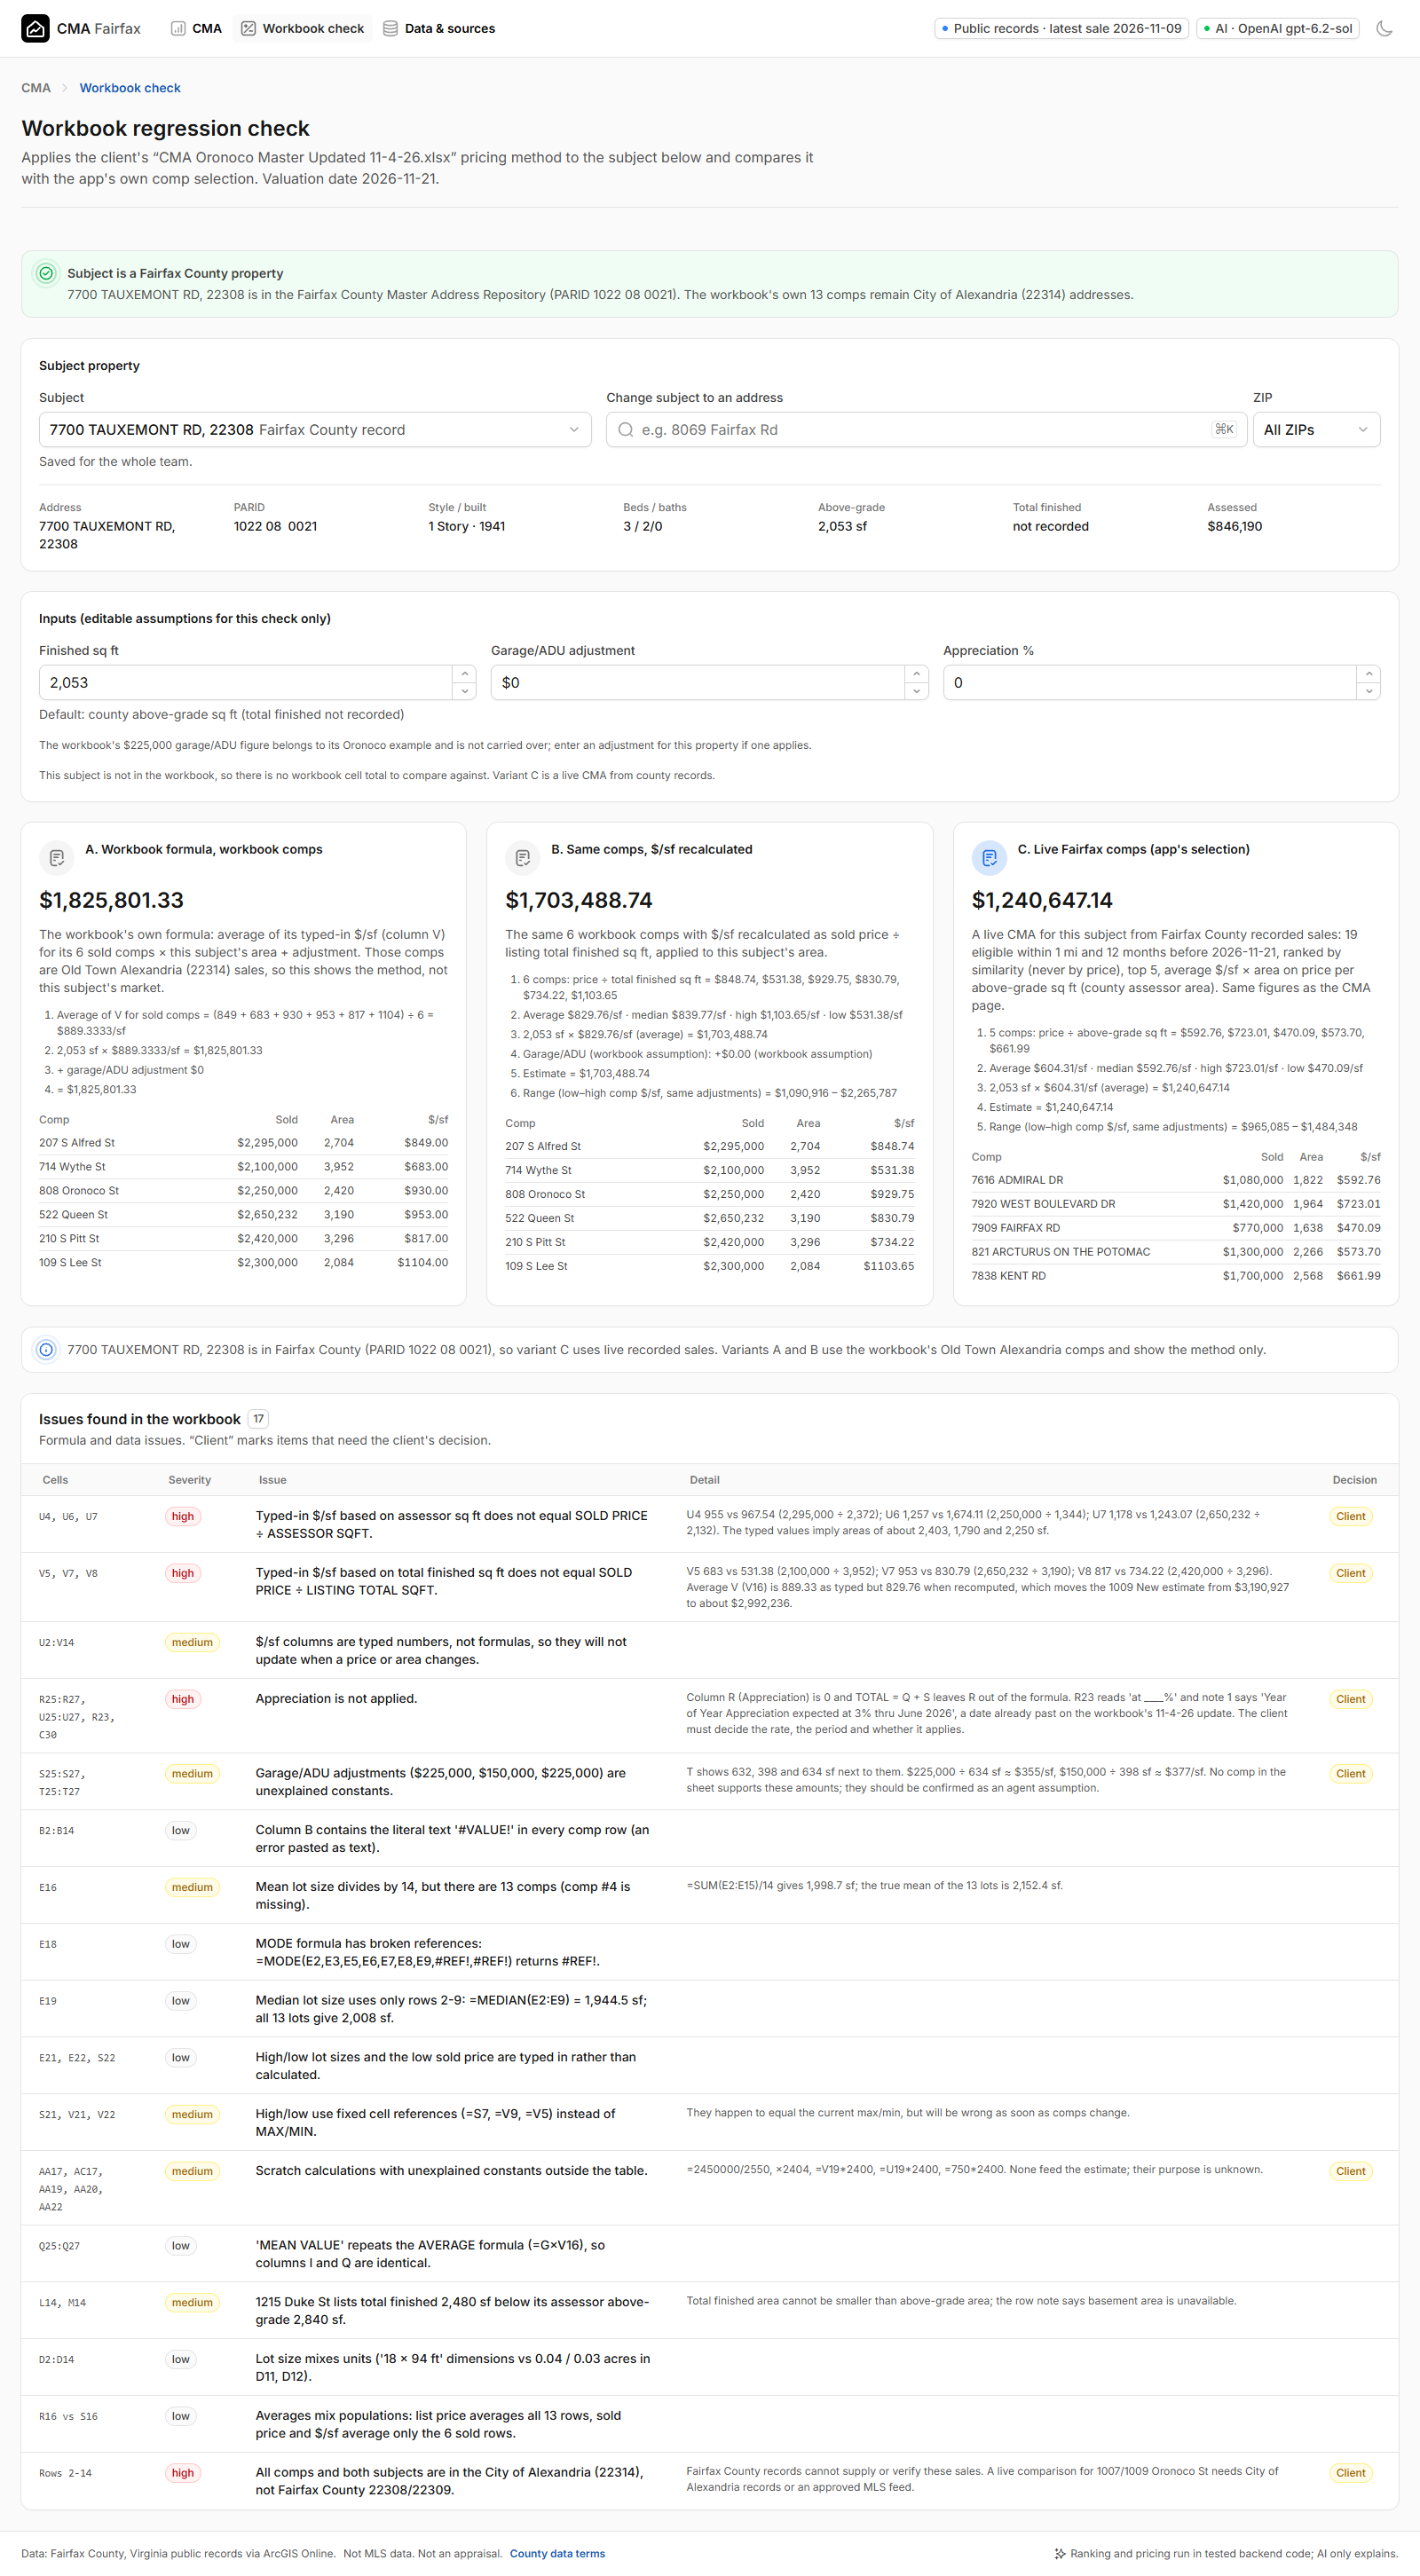 CMA Fairfax
CMA
Workbook check
Data & sources
Public records · latest sale 2026-11-09
AI · OpenAI gpt-6.2-sol
CMA
Workbook check
Workbook regression check
Applies the client's “CMA Oronoco Master Updated 11-4-26.xlsx” pricing method to the subject below and compares it
with the app's own comp selection. Valuation date 2026-11-21.
Subject is a Fairfax County property
7700 TAUXEMONT RD, 22308 is in the Fairfax County Master Address Repository (PARID 1022 08 0021). The workbook's own 13 comps remain City of Alexandria (22314) addresses.
Subject property
Subject
7700 TAUXEMONT RD, 22308 Fairfax County record
Saved for the whole team.
Change subject to an address
e.g. 8069 Fairfax Rd
⌘K
ZIP
All ZIPs
Address
7700 TAUXEMONT RD,
22308
PARID
1022 08 0021
Style / built
1 Story · 1941
Beds / baths
3 / 2/0
Above-grade
2,053 sf
Total finished
not recorded
Assessed
$846,190
Inputs (editable assumptions for this check only)
Finished sq ft
2,053
Default: county above-grade sq ft (total finished not recorded)
Garage/ADU adjustment
$0
Appreciation %
0
The workbook's $225,000 garage/ADU figure belongs to its Oronoco example and is not carried over; enter an adjustment for this property if one applies.
This subject is not in the workbook, so there is no workbook cell total to compare against. Variant C is a live CMA from county records.
A. Workbook formula, workbook comps
$1,825,801.33
The workbook's own formula: average of its typed-in $/sf (column V)
for its 6 sold comps × this subject's area + adjustment. Those comps
are Old Town Alexandria (22314) sales, so this shows the method, not
this subject's market.
1. Average of V for sold comps = (849 + 683 + 930 + 953 + 817 + 1104) ÷ 6 =
$889.3333/sf
2. 2,053 sf × $889.3333/sf = $1,825,801.33
3. + garage/ADU adjustment $0
4. = $1,825,801.33
Comp Sold Area $/sf
207 S Alfred St $2,295,000 2,704 $849.00
714 Wythe St $2,100,000 3,952 $683.00
808 Oronoco St $2,250,000 2,420 $930.00
522 Queen St $2,650,232 3,190 $953.00
210 S Pitt St $2,420,000 3,296 $817.00
109 S Lee St $2,300,000 2,084 $1104.00
B. Same comps, $/sf recalculated
$1,703,488.74
The same 6 workbook comps with $/sf recalculated as sold price ÷
listing total finished sq ft, applied to this subject's area.
1. 6 comps: price ÷ total finished sq ft = $848.74, $531.38, $929.75, $830.79,
$734.22, $1,103.65
2. Average $829.76/sf · median $839.77/sf · high $1,103.65/sf · low $531.38/sf
3. 2,053 sf × $829.76/sf (average) = $1,703,488.74
4. Garage/ADU (workbook assumption): +$0.00 (workbook assumption)
5. Estimate = $1,703,488.74
6. Range (low–high comp $/sf, same adjustments) = $1,090,916 – $2,265,787
Comp Sold Area $/sf
207 S Alfred St $2,295,000 2,704 $848.74
714 Wythe St $2,100,000 3,952 $531.38
808 Oronoco St $2,250,000 2,420 $929.75
522 Queen St $2,650,232 3,190 $830.79
210 S Pitt St $2,420,000 3,296 $734.22
109 S Lee St $2,300,000 2,084 $1103.65
C. Live Fairfax comps (app's selection)
$1,240,647.14
A live CMA for this subject from Fairfax County recorded sales: 19
eligible within 1 mi and 12 months before 2026-11-21, ranked by
similarity (never by price), top 5, average $/sf × area on price per
above-grade sq ft (county assessor area). Same figures as the CMA
page.
1. 5 comps: price ÷ above-grade sq ft = $592.76, $723.01, $470.09, $573.70,
$661.99
2. Average $604.31/sf · median $592.76/sf · high $723.01/sf · low $470.09/sf
3. 2,053 sf × $604.31/sf (average) = $1,240,647.14
4. Estimate = $1,240,647.14
5. Range (low–high comp $/sf, same adjustments) = $965,085 – $1,484,348
Comp Sold Area $/sf
7616 ADMIRAL DR $1,080,000 1,822 $592.76
7920 WEST BOULEVARD DR $1,420,000 1,964 $723.01
7909 FAIRFAX RD $770,000 1,638 $470.09
821 ARCTURUS ON THE POTOMAC $1,300,000 2,266 $573.70
7838 KENT RD $1,700,000 2,568 $661.99
7700 TAUXEMONT RD, 22308 is in Fairfax County (PARID 1022 08 0021), so variant C uses live recorded sales. Variants A and B use the workbook's Old Town Alexandria comps and show the method only.
Issues found in the workbook 17
Formula and data issues. “Client” marks items that need the client's decision.
Cells Severity Issue Detail Decision
U4, U6, U7 high
Typed-in $/sf based on assessor sq ft does not equal SOLD PRICE
÷ ASSESSOR SQFT.
U4 955 vs 967.54 (2,295,000 ÷ 2,372); U6 1,257 vs 1,674.11 (2,250,000 ÷ 1,344); U7 1,178 vs 1,243.07 (2,650,232 ÷
2,132). The typed values imply areas of about 2,403, 1,790 and 2,250 sf.
Client
V5, V7, V8 high
Typed-in $/sf based on total finished sq ft does not equal SOLD
PRICE ÷ LISTING TOTAL SQFT.
V5 683 vs 531.38 (2,100,000 ÷ 3,952); V7 953 vs 830.79 (2,650,232 ÷ 3,190); V8 817 vs 734.22 (2,420,000 ÷ 3,296).
Average V (V16) is 889.33 as typed but 829.76 when recomputed, which moves the 1009 New estimate from $3,190,927
to about $2,992,236.
Client
U2:V14 medium
$/sf columns are typed numbers, not formulas, so they will not
update when a price or area changes.
R25:R27,
U25:U27, R23,
C30
high
Appreciation is not applied.
Column R (Appreciation) is 0 and TOTAL = Q + S leaves R out of the formula. R23 reads 'at ____%' and note 1 says 'Year
of Year Appreciation expected at 3% thru June 2026', a date already past on the workbook's 11-4-26 update. The client
must decide the rate, the period and whether it applies.
Client
S25:S27,
T25:T27
medium
Garage/ADU adjustments ($225,000, $150,000, $225,000) are
unexplained constants.
T shows 632, 398 and 634 sf next to them. $225,000 ÷ 634 sf ≈ $355/sf, $150,000 ÷ 398 sf ≈ $377/sf. No comp in the
sheet supports these amounts; they should be confirmed as an agent assumption.
Client
B2:B14 low
Column B contains the literal text '#VALUE!' in every comp row (an
error pasted as text).
E16 medium
Mean lot size divides by 14, but there are 13 comps (comp #4 is
missing).
=SUM(E2:E15)/14 gives 1,998.7 sf; the true mean of the 13 lots is 2,152.4 sf.
E18 low
MODE formula has broken references:
=MODE(E2,E3,E5,E6,E7,E8,E9,#REF!,#REF!) returns #REF!.
E19 low
Median lot size uses only rows 2-9: =MEDIAN(E2:E9) = 1,944.5 sf;
all 13 lots give 2,008 sf.
E21, E22, S22 low
High/low lot sizes and the low sold price are typed in rather than
calculated.
S21, V21, V22 medium
High/low use fixed cell references (=S7, =V9, =V5) instead of
MAX/MIN.
They happen to equal the current max/min, but will be wrong as soon as comps change.
AA17, AC17,
AA19, AA20,
AA22
medium
Scratch calculations with unexplained constants outside the table.
=2450000/2550, ×2404, =V19*2400, =U19*2400, =750*2400. None feed the estimate; their purpose is unknown.
Client
Q25:Q27 low
'MEAN VALUE' repeats the AVERAGE formula (=G×V16), so
columns I and Q are identical.
L14, M14 medium
1215 Duke St lists total finished 2,480 sf below its assessor above-
grade 2,840 sf.
Total finished area cannot be smaller than above-grade area; the row note says basement area is unavailable.
D2:D14 low
Lot size mixes units ('18 × 94 ft' dimensions vs 0.04 / 0.03 acres in
D11, D12).
R16 vs S16 low
Averages mix populations: list price averages all 13 rows, sold
price and $/sf average only the 6 sold rows.
Rows 2-14 high
All comps and both subjects are in the City of Alexandria (22314),
not Fairfax County 22308/22309.
Fairfax County records cannot supply or verify these sales. A live comparison for 1007/1009 Oronoco St needs City of
Alexandria records or an approved MLS feed.
Client
Data: Fairfax County, Virginia public records via ArcGIS Online. Not MLS data. Not an appraisal. County data terms
Ranking and pricing run in tested backend code; AI only explains.